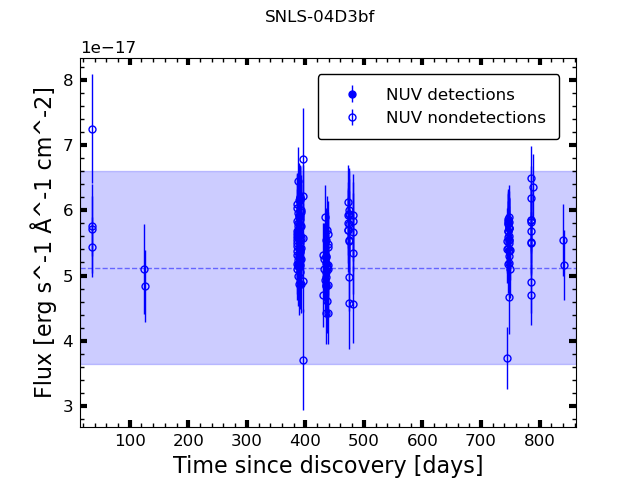 SNLS-04D3bf
1e−17
NUV detections
NUV nondetections
8
7
6
5
4
3
Flux [erg s^-1 Å^-1 cm^-2]
100 200 300 400 500 600 700 800
Time since discovery [days]